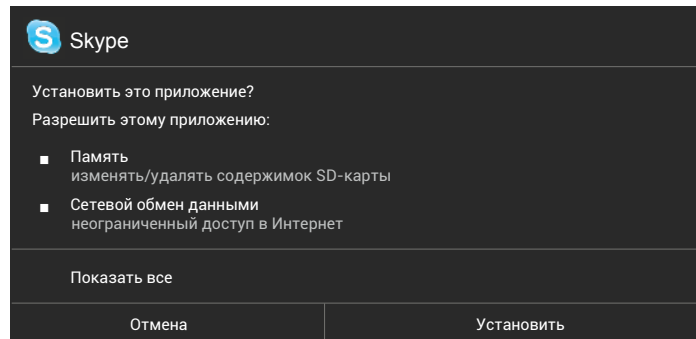 Skype
Установить это приложение?
Разрешить этому приложению:
Память
изменять/удалять содержимок SD-карты
Сетевой обмен данными
неограниченный доступ в Интернет
Показать все
Отмена
Установить